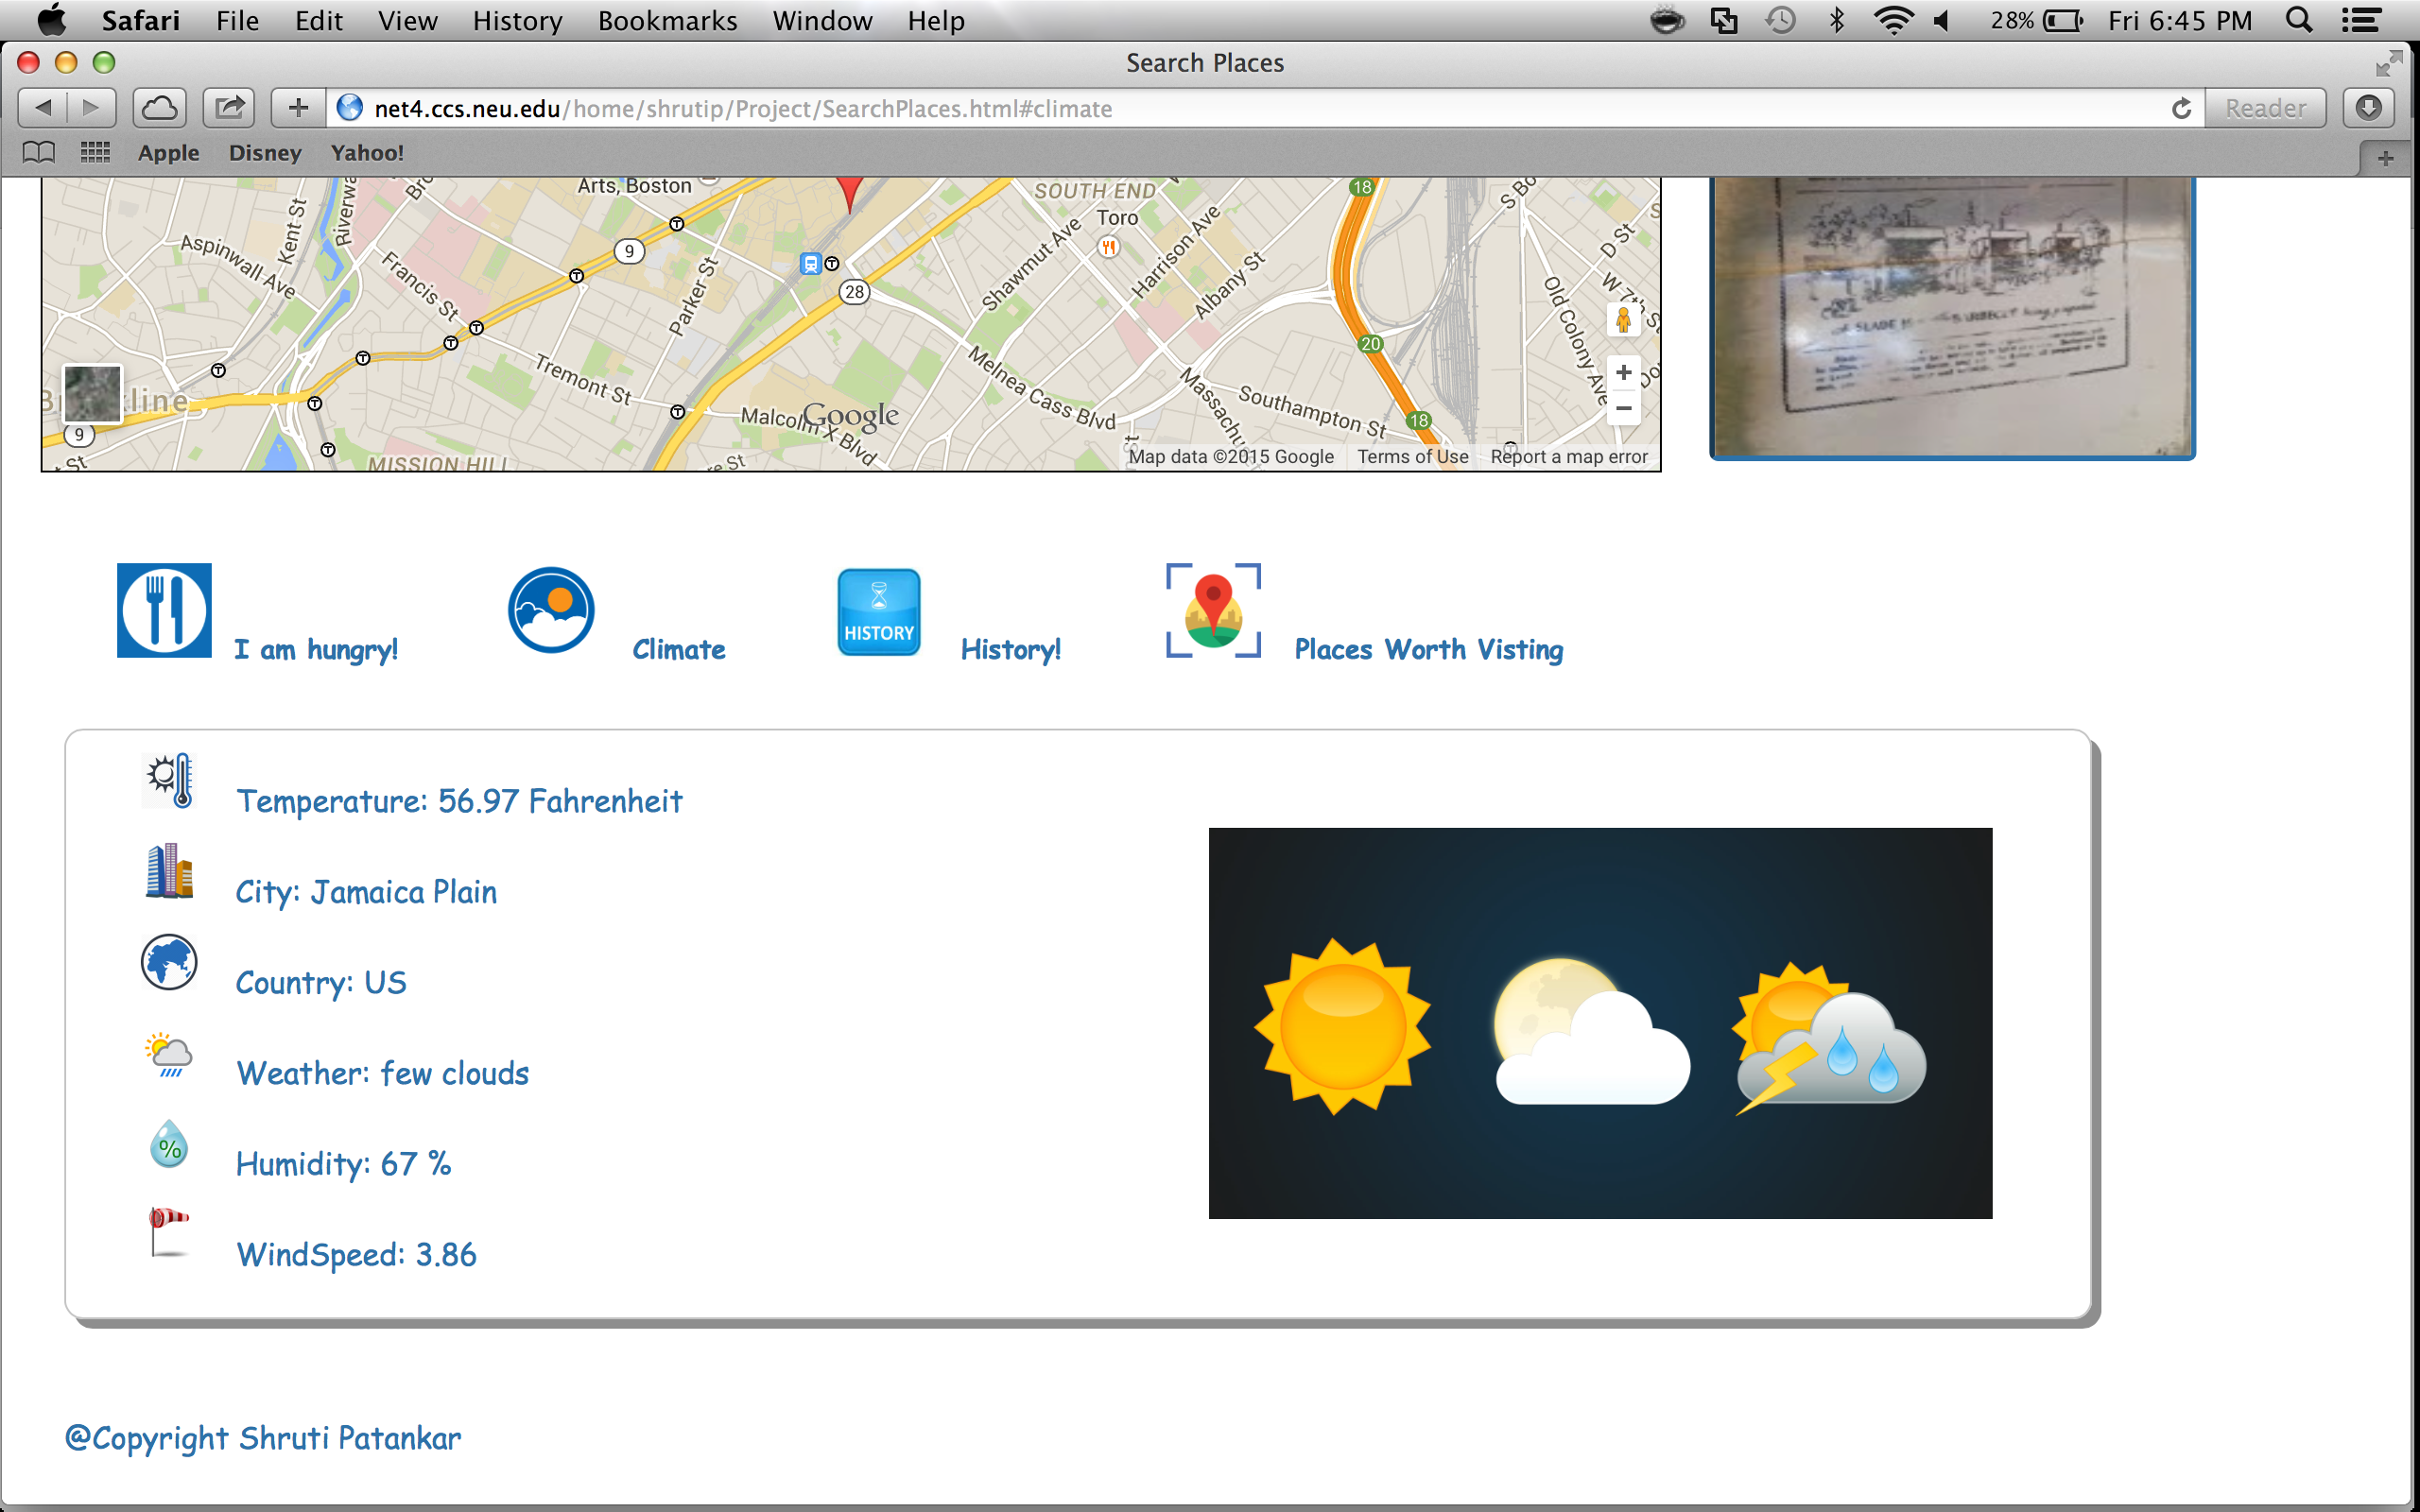 Safari File Edit View History Bookmarks Window Help 28% Fri 6:45 PM
Search Places
net4.ccs.neu.edu/home/shrutip/Project/SearchPlaces.html#climate Reader
Apple Disney Yahoo!
Arts, Boston
SOUTH END
Toro
18
Kent St
Riverwa
Aspinwall Ave
Francis St
9
Parker St
28
Shawmut Ave
Harrison Ave
Albany St
D St
W 7th S
Old Colony Ave
20
Tremont St
Melnea Cass Blvd
Massachu
Southampton St
18
line
9
Malcolm X Blvd
Google
MISSION HILL
Map data ©2015 Google Terms of Use Report a map error
HISTORY
I am hungry! Climate History! Places Worth Visting
Temperature: 56.97 Fahrenheit
City: Jamaica Plain
Country: US
Weather: few clouds
%
Humidity: 67 %
WindSpeed: 3.86
@Copyright Shruti Patankar